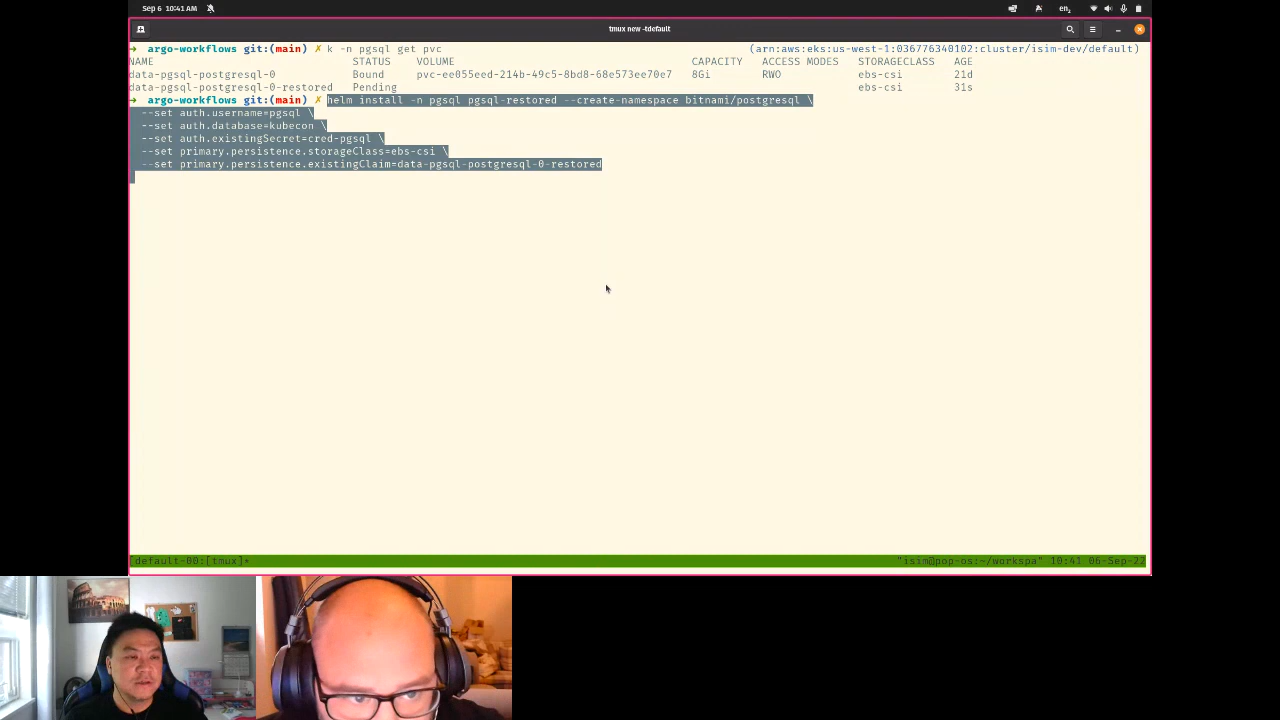 Sep 6 10:41 AM
en₂
tmux new -tdefault
→ argo-workflows git:(main) ✗ k -n pgsql get pvc (arn:aws:eks:us-west-1:036776340102:cluster/isim-dev/default)
NAME STATUS VOLUME CAPACITY ACCESS MODES STORAGECLASS AGE
data-pgsql-postgresql-0 Bound pvc-ee055eed-214b-49c5-8bd8-68e573ee70e7 8Gi RWO ebs-csi 21d
data-pgsql-postgresql-0-restored Pending ebs-csi 31s
→ argo-workflows git:(main) ✗ helm install -n pgsql pgsql-restored --create-namespace bitnami/postgresql \
--set auth.username=pgsql \
--set auth.database=kubecon \
--set auth.existingSecret=cred-pgsql \
--set primary.persistence.storageClass=ebs-csi \
--set primary.persistence.existingClaim=data-pgsql-postgresql-0-restored
[default-00:[tmux]* "isim@pop-os:~/workspa" 10:41 06-Sep-22